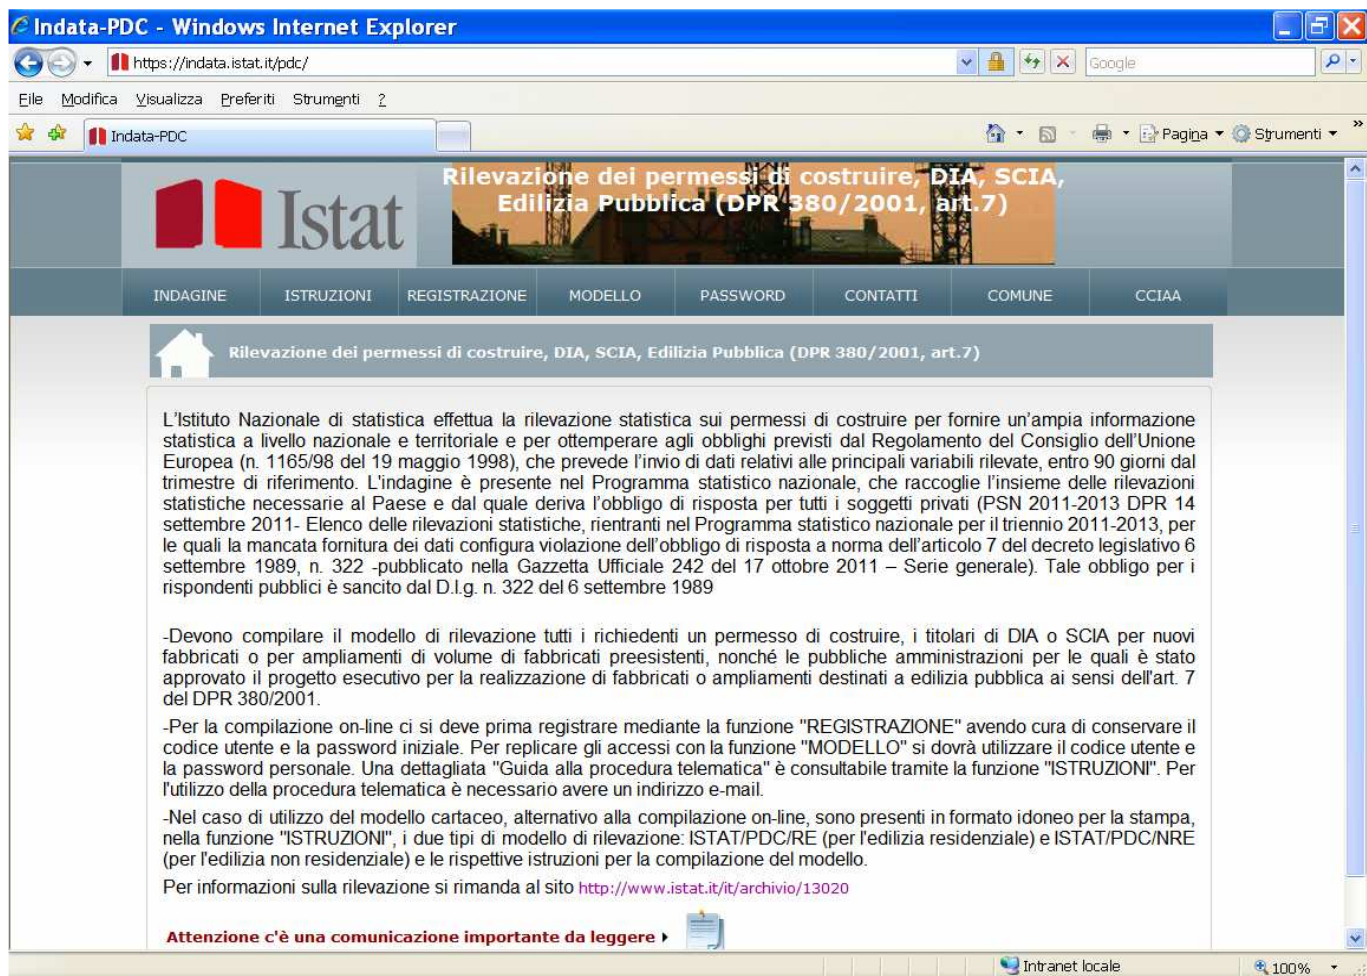 Indata-PDC - Windows Internet Explorer
https://indata.istat.it/pdc/
Google
File Modifica Visualizza Preferiti Strumenti ?
Indata-PDC
Pagina Strumenti »
Istat
Rilevazione dei permessi di costruire, DIA, SCIA,
Edilizia Pubblica (DPR 380/2001, art.7)
INDAGINE ISTRUZIONI REGISTRAZIONE MODELLO PASSWORD CONTATTI COMUNE CCIAA
Rilevazione dei permessi di costruire, DIA, SCIA, Edilizia Pubblica (DPR 380/2001, art.7)
L'Istituto Nazionale di statistica effettua la rilevazione statistica sui permessi di costruire per fornire un'ampia informazione
statistica a livello nazionale e territoriale e per ottemperare agli obblighi previsti dal Regolamento del Consiglio dell'Unione
Europea (n. 1165/98 del 19 maggio 1998), che prevede l'invio di dati relativi alle principali variabili rilevate, entro 90 giorni dal
trimestre di riferimento. L'indagine è presente nel Programma statistico nazionale, che raccoglie l'insieme delle rilevazioni
statistiche necessarie al Paese e dal quale deriva l'obbligo di risposta per tutti i soggetti privati (PSN 2011-2013 DPR 14
settembre 2011- Elenco delle rilevazioni statistiche, rientranti nel Programma statistico nazionale per il triennio 2011-2013, per
le quali la mancata fornitura dei dati configura violazione dell'obbligo di risposta a norma dell'articolo 7 del decreto legislativo 6
settembre 1989, n. 322 -pubblicato nella Gazzetta Ufficiale 242 del 17 ottobre 2011 – Serie generale). Tale obbligo per i
rispondenti pubblici è sancito dal D.l.g. n. 322 del 6 settembre 1989
-Devono compilare il modello di rilevazione tutti i richiedenti un permesso di costruire, i titolari di DIA o SCIA per nuovi
fabbricati o per ampliamenti di volume di fabbricati preesistenti, nonché le pubbliche amministrazioni per le quali è stato
approvato il progetto esecutivo per la realizzazione di fabbricati o ampliamenti destinati a edilizia pubblica ai sensi dell'art. 7
del DPR 380/2001.
-Per la compilazione on-line ci si deve prima registrare mediante la funzione "REGISTRAZIONE" avendo cura di conservare il
codice utente e la password iniziale. Per replicare gli accessi con la funzione "MODELLO" si dovrà utilizzare il codice utente e
la password personale. Una dettagliata "Guida alla procedura telematica" è consultabile tramite la funzione "ISTRUZIONI". Per
l'utilizzo della procedura telematica è necessario avere un indirizzo e-mail.
-Nel caso di utilizzo del modello cartaceo, alternativo alla compilazione on-line, sono presenti in formato idoneo per la stampa,
nella funzione "ISTRUZIONI", i due tipi di modello di rilevazione: ISTAT/PDC/RE (per l'edilizia residenziale) e ISTAT/PDC/NRE
(per l'edilizia non residenziale) e le rispettive istruzioni per la compilazione del modello.
Per informazioni sulla rilevazione si rimanda al sito http://www.istat.it/it/archivio/13020
Attenzione c'è una comunicazione importante da leggere
Intranet locale 100%